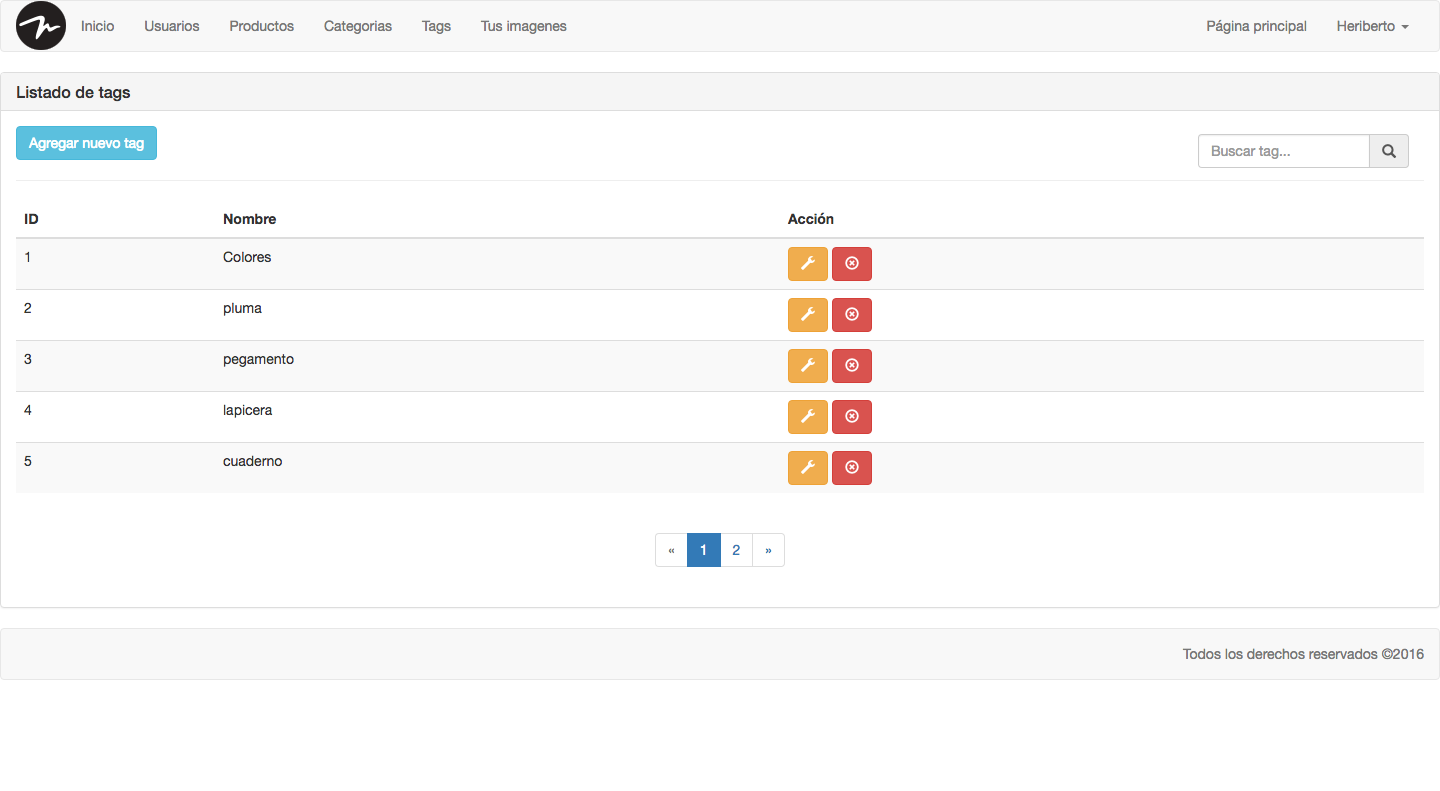 Inicio Usuarios Productos Categorias Tags Tus imagenes Página principal Heriberto
Listado de tags
Agregar nuevo tag
Buscar tag...
ID Nombre Acción
1 Colores
2 pluma
3 pegamento
4 lapicera
5 cuaderno
« 1 2 »
Todos los derechos reservados ©2016